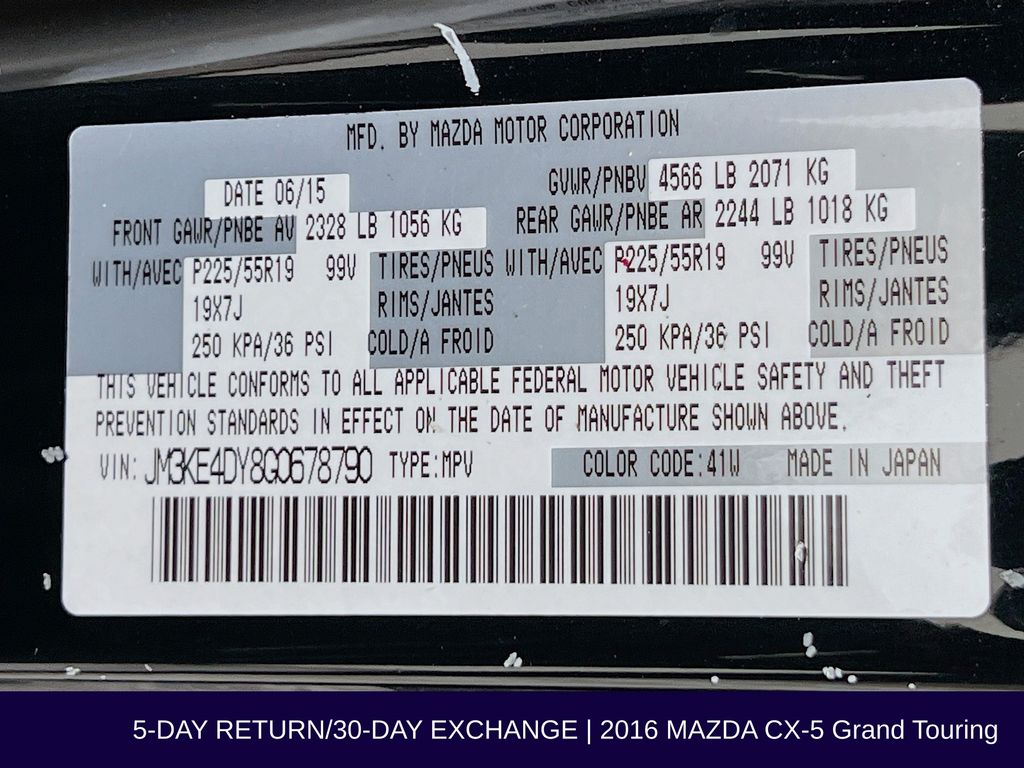 MFD. BY MAZDA MOTOR CORPORATION
DATE 06/15 GVWR/PNBV 4566 LB 2071 KG
FRONT GAWR/PNBE AV 2328 LB 1056 KG REAR GAWR/PNBE AR 2244 LB 1018 KG
WITH/AVEC P225/55R19 99V TIRES/PNEUS WITH/AVEC P225/55R19 99V TIRES/PNEUS
19X7J RIMS/JANTES 19X7J RIMS/JANTES
250 KPA/36 PSI COLD/A FROID 250 KPA/36 PSI COLD/A FROID
THIS VEHICLE CONFORMS TO ALL APPLICABLE FEDERAL MOTOR VEHICLE SAFETY AND THEFT
PREVENTION STANDARDS IN EFFECT ON THE DATE OF MANUFACTURE SHOWN ABOVE.
VIN: JM3KE4DY8G0678790 TYPE:MPV COLOR CODE:41W MADE IN JAPAN
5-DAY RETURN/30-DAY EXCHANGE | 2016 MAZDA CX-5 Grand Touring